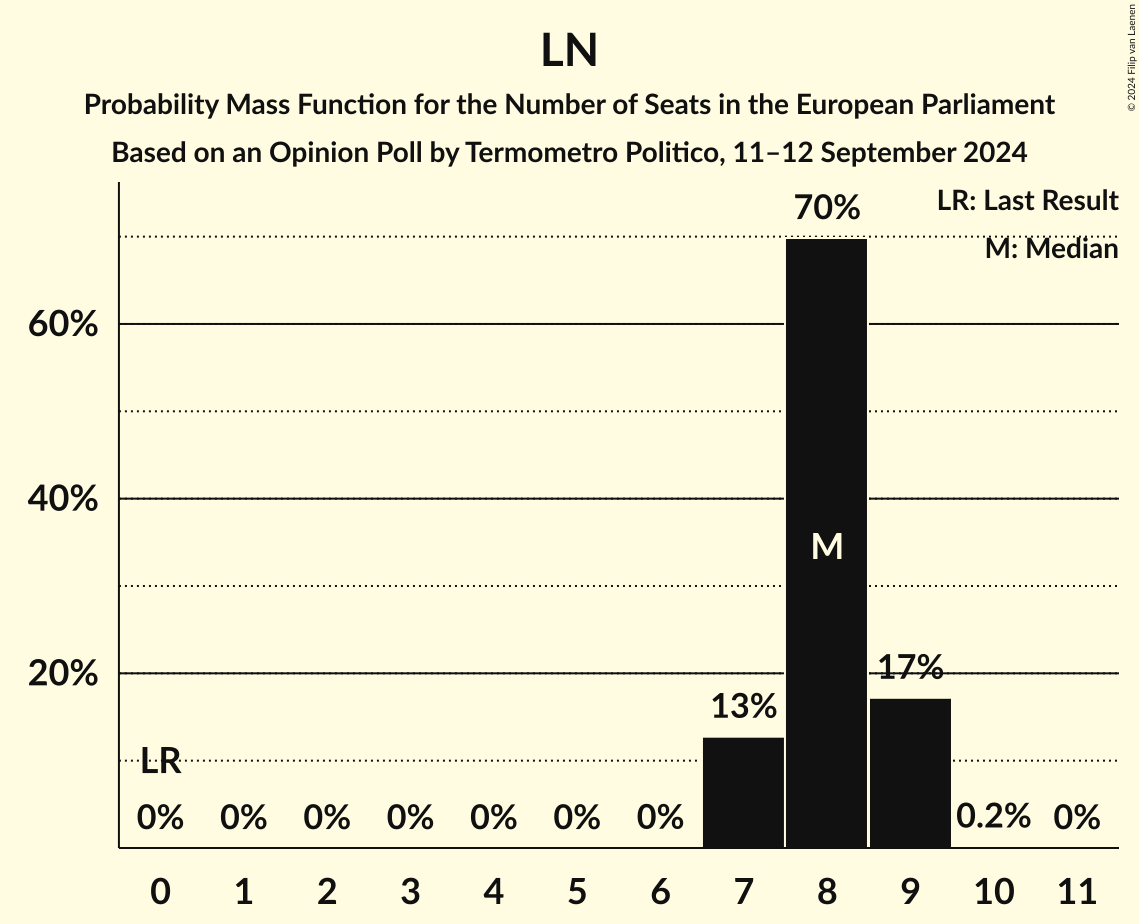 LN
Probability Mass Function for the Number of Seats in the European Parliament
Based on an Opinion Poll by Termometro Politico, 11–12 September 2024
© 2024 Filip van Laenen
LR: Last Result
M: Median
70%
60%
40%
M
20%
17%
13%
LR
0% 0% 0% 0% 0% 0% 0% 0.2% 0%
0 1 2 3 4 5 6 7 8 9 10 11